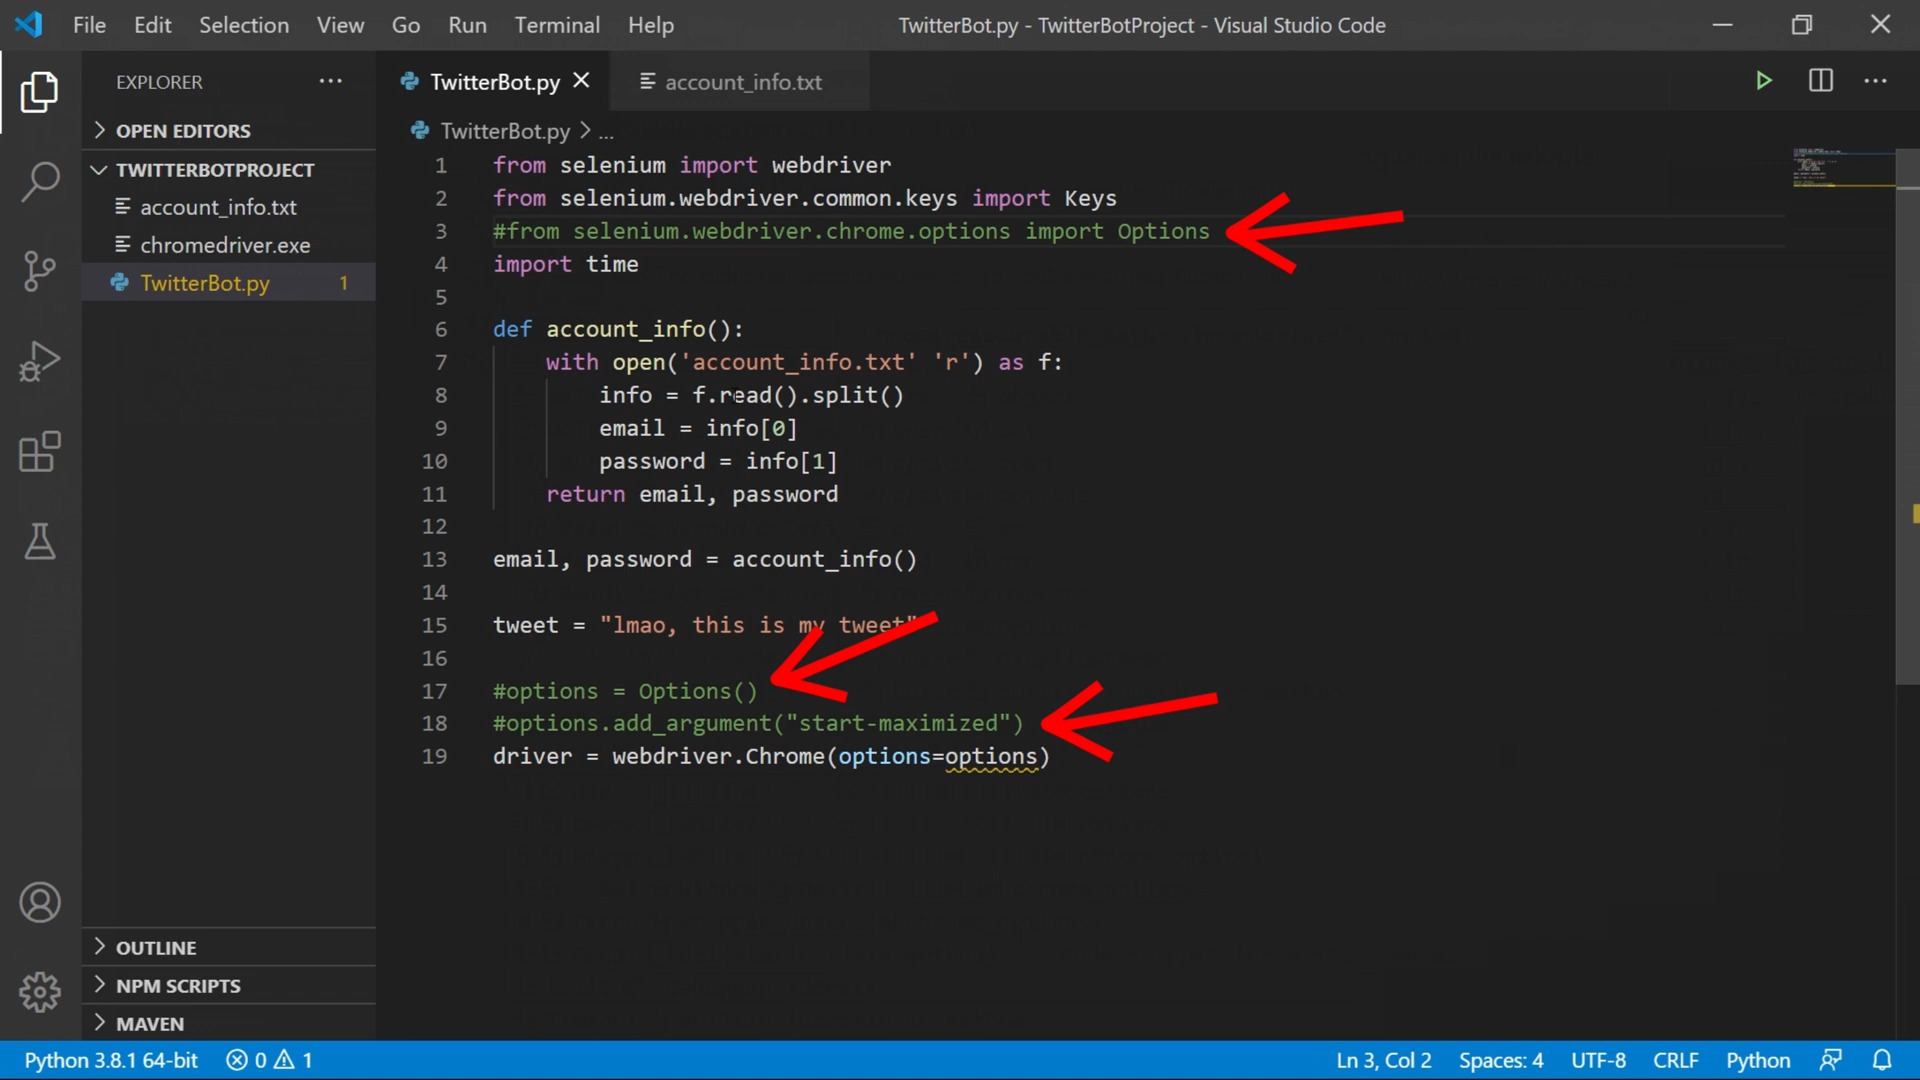 File Edit Selection View Go Run Terminal Help TwitterBot.py - TwitterBotProject - Visual Studio Code
EXPLORER
OPEN EDITORS
TWITTERBOTPROJECT
account_info.txt
chromedriver.exe
TwitterBot.py 1
OUTLINE
NPM SCRIPTS
MAVEN
TwitterBot.py account_info.txt
TwitterBot.py > ...
1 from selenium import webdriver
2 from selenium.webdriver.common.keys import Keys
3 #from selenium.webdriver.chrome.options import Options
4 import time
5
6 def account_info():
7 with open('account_info.txt' 'r') as f:
8 info = f.read().split()
9 email = info[0]
10 password = info[1]
11 return email, password
12
13 email, password = account_info()
14
15 tweet = "lmao, this is my tweet"
16
17 #options = Options()
18 #options.add_argument("start-maximized")
19 driver = webdriver.Chrome(options=options)
Python 3.8.1 64-bit 0 1 Ln 3, Col 2 Spaces: 4 UTF-8 CRLF Python